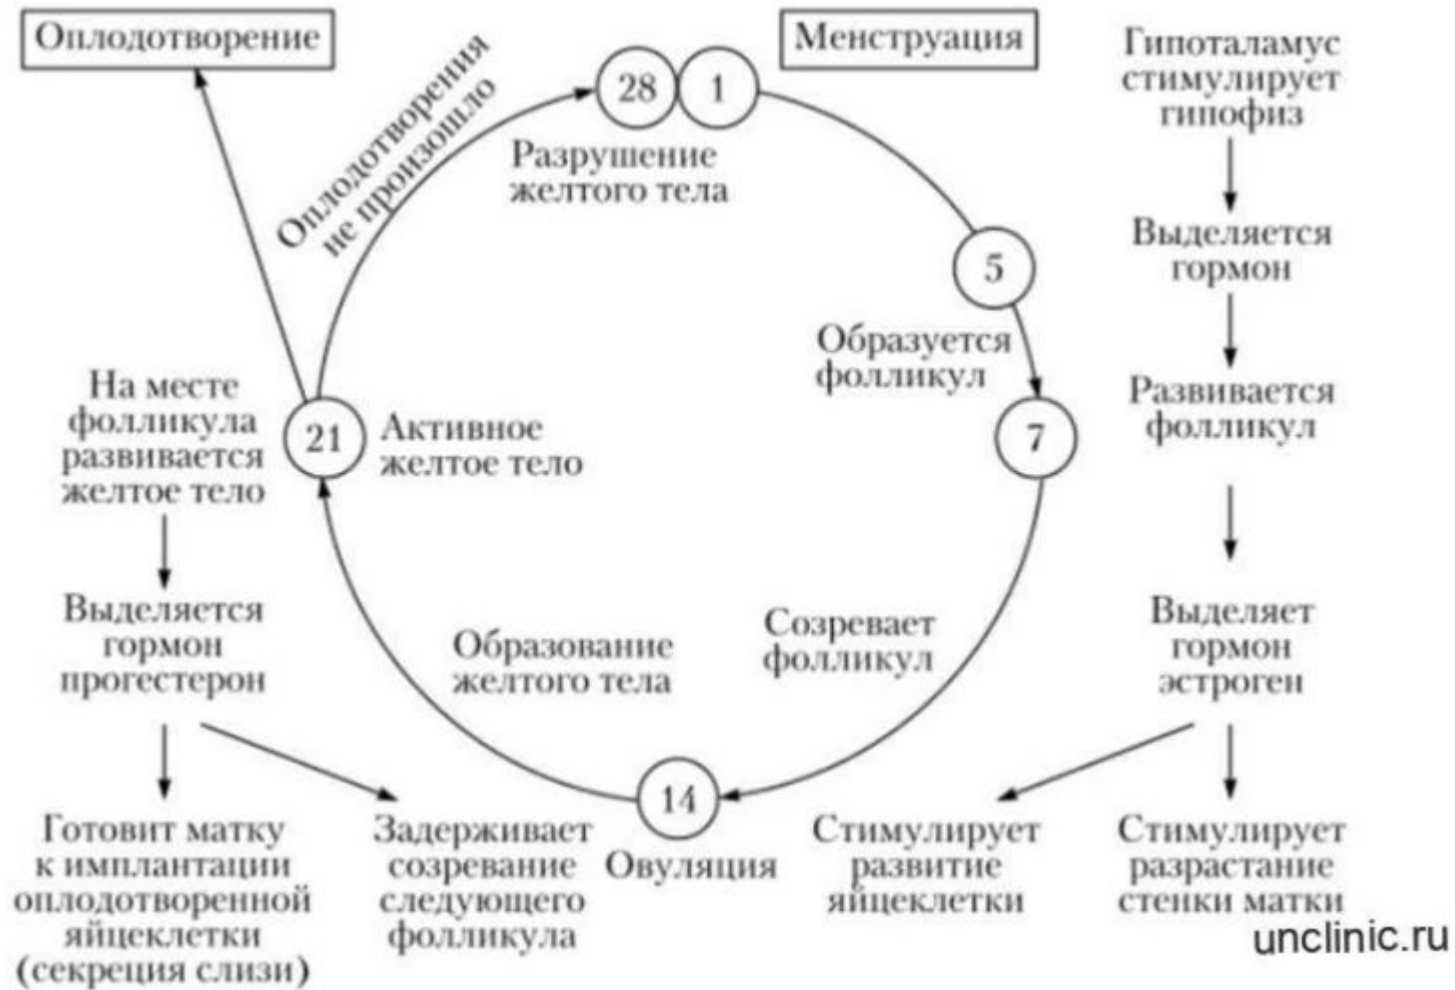 Оплодотворение
Оплодотворения
не произошло
28
1
Менструация
Разрушение
желтого тела
5
Образуется
фолликул
7
Созревает
фолликул
14
Овуляция
Образование
желтого тела
21
Активное
желтое тело
На месте
фолликула
развивается
желтое тело
Выделяется
гормон
прогестерон
Готовит матку
к имплантации
оплодотворенной
яйцеклетки
(секреция слизи)
Задерживает
созревание
следующего
фолликула
Гипоталамус
стимулирует
гипофиз
Выделяется
гормон
Развивается
фолликул
Выделяет
гормон
эстроген
Стимулирует
развитие
яйцеклетки
Стимулирует
разрастание
стенки матки
unclinic.ru